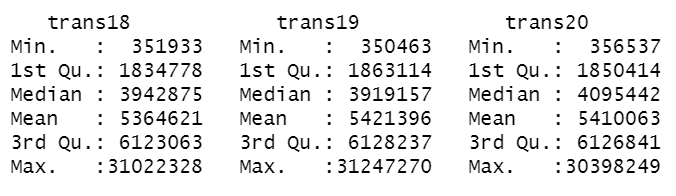 trans18            trans19            trans20
Min.   :  351933   Min.   :  350463   Min.   :  356537
1st Qu.: 1834778   1st Qu.: 1863114   1st Qu.: 1850414
Median : 3942875   Median : 3919157   Median : 4095442
Mean   : 5364621   Mean   : 5421396   Mean   : 5410063
3rd Qu.: 6123063   3rd Qu.: 6128237   3rd Qu.: 6126841
Max.   :31022328   Max.   :31247270   Max.   :30398249